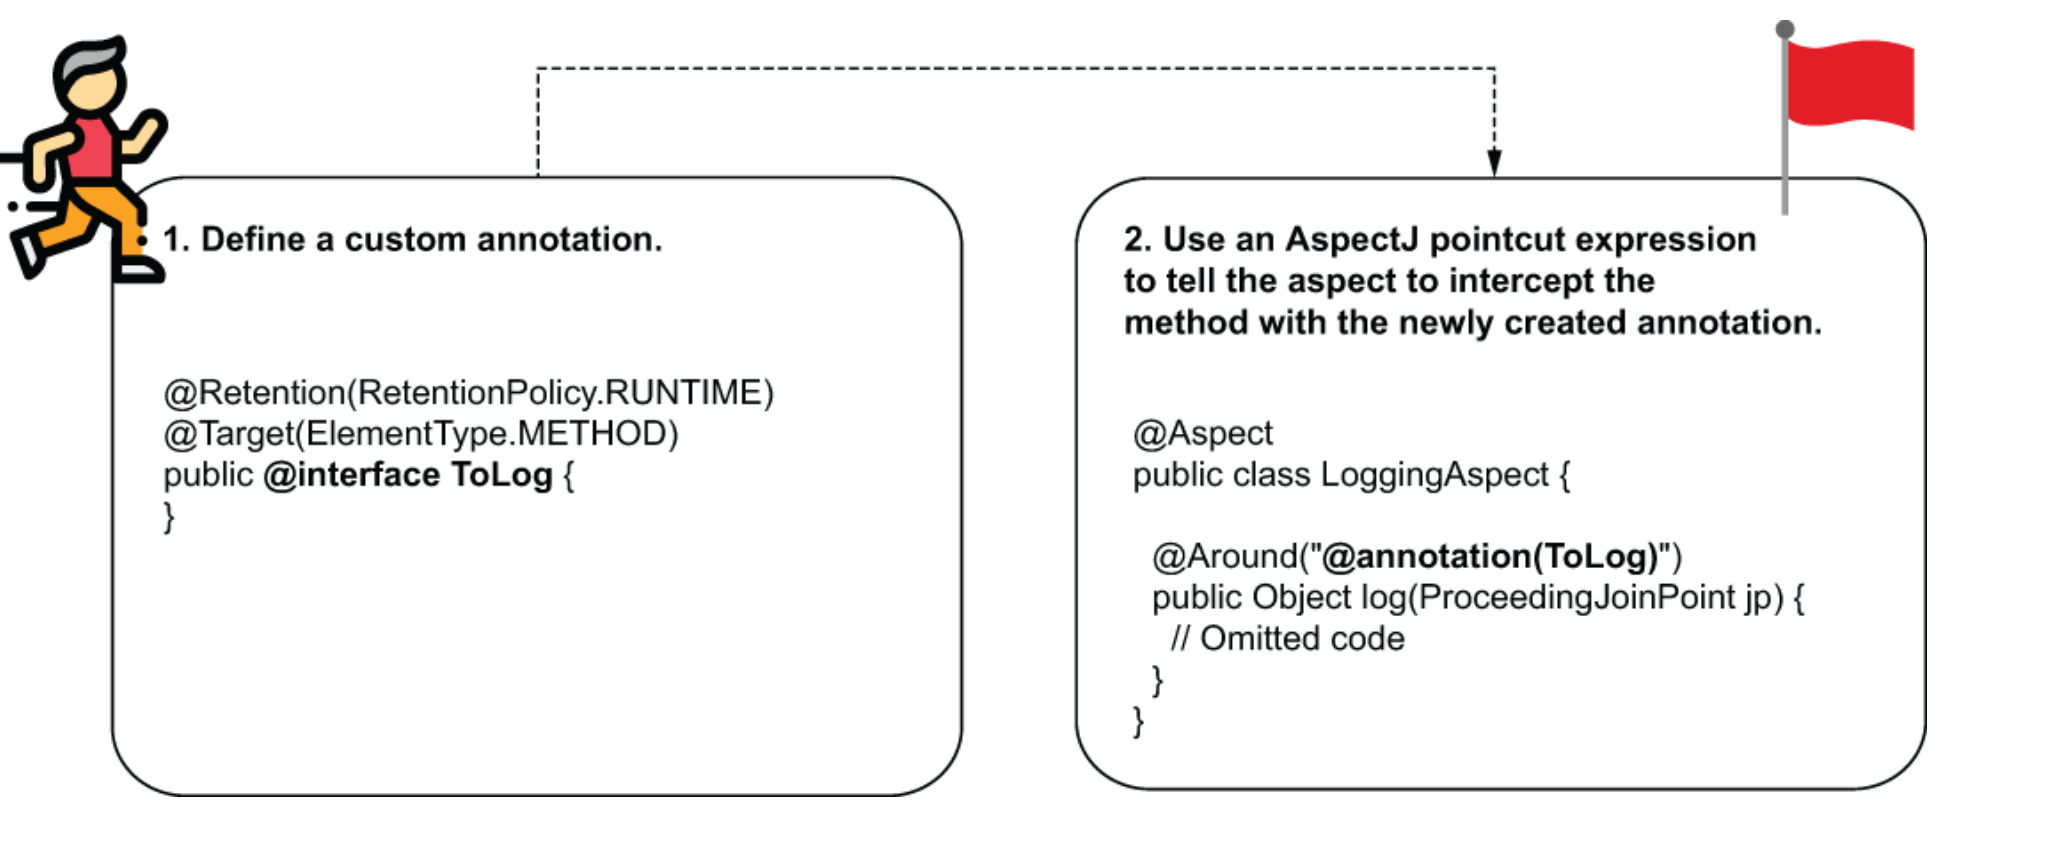 1. Define a custom annotation.
@Retention(RetentionPolicy.RUNTIME)
@Target(ElementType.METHOD)
public @interface ToLog {
}
2. Use an AspectJ pointcut expression
to tell the aspect to intercept the
method with the newly created annotation.
@Aspect
public class LoggingAspect {
@Around("@annotation(ToLog)")
public Object log(ProceedingJoinPoint jp) {
// Omitted code
}
}